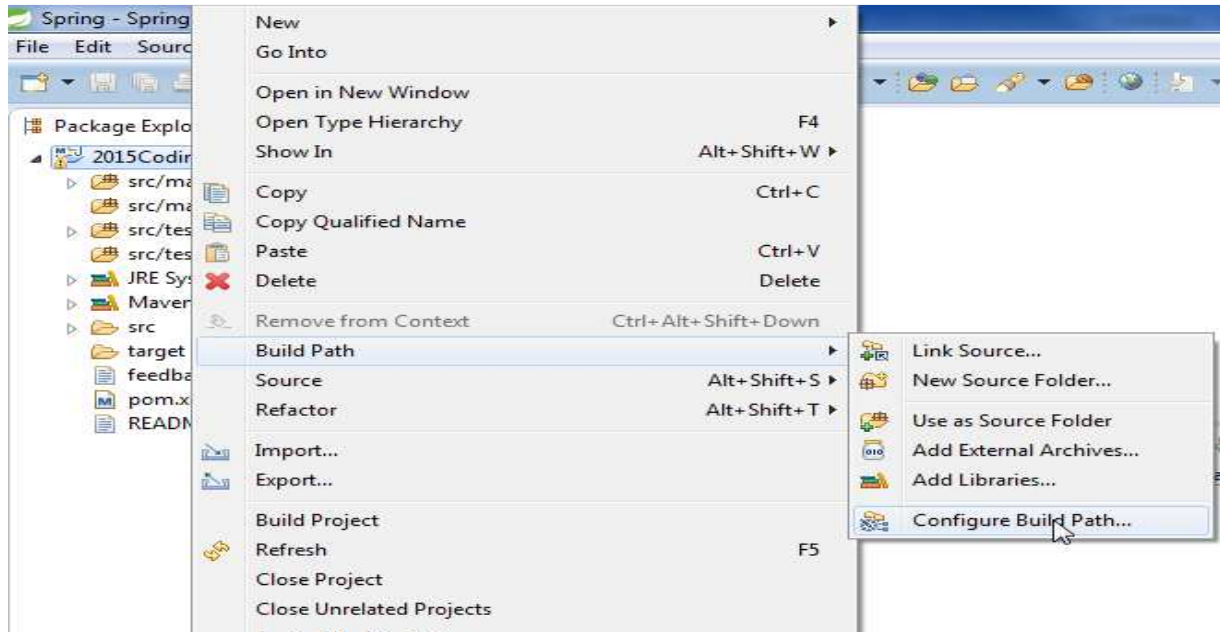 Spring - Spring
File Edit Sourc
Package Explo
2015Codin
src/ma
src/ma
src/tes
src/tes
JRE Sys
Maven
src
target
feedba
pom.x
READM
New
Go Into
Open in New Window
Open Type Hierarchy F4
Show In Alt+Shift+W
Copy Ctrl+C
Copy Qualified Name
Paste Ctrl+V
Delete Delete
Remove from Context Ctrl+Alt+Shift+Down
Build Path
Source Alt+Shift+S
Refactor Alt+Shift+T
Import...
Export...
Build Project
Refresh F5
Close Project
Close Unrelated Projects
Link Source...
New Source Folder...
Use as Source Folder
Add External Archives...
Add Libraries...
Configure Build Path...